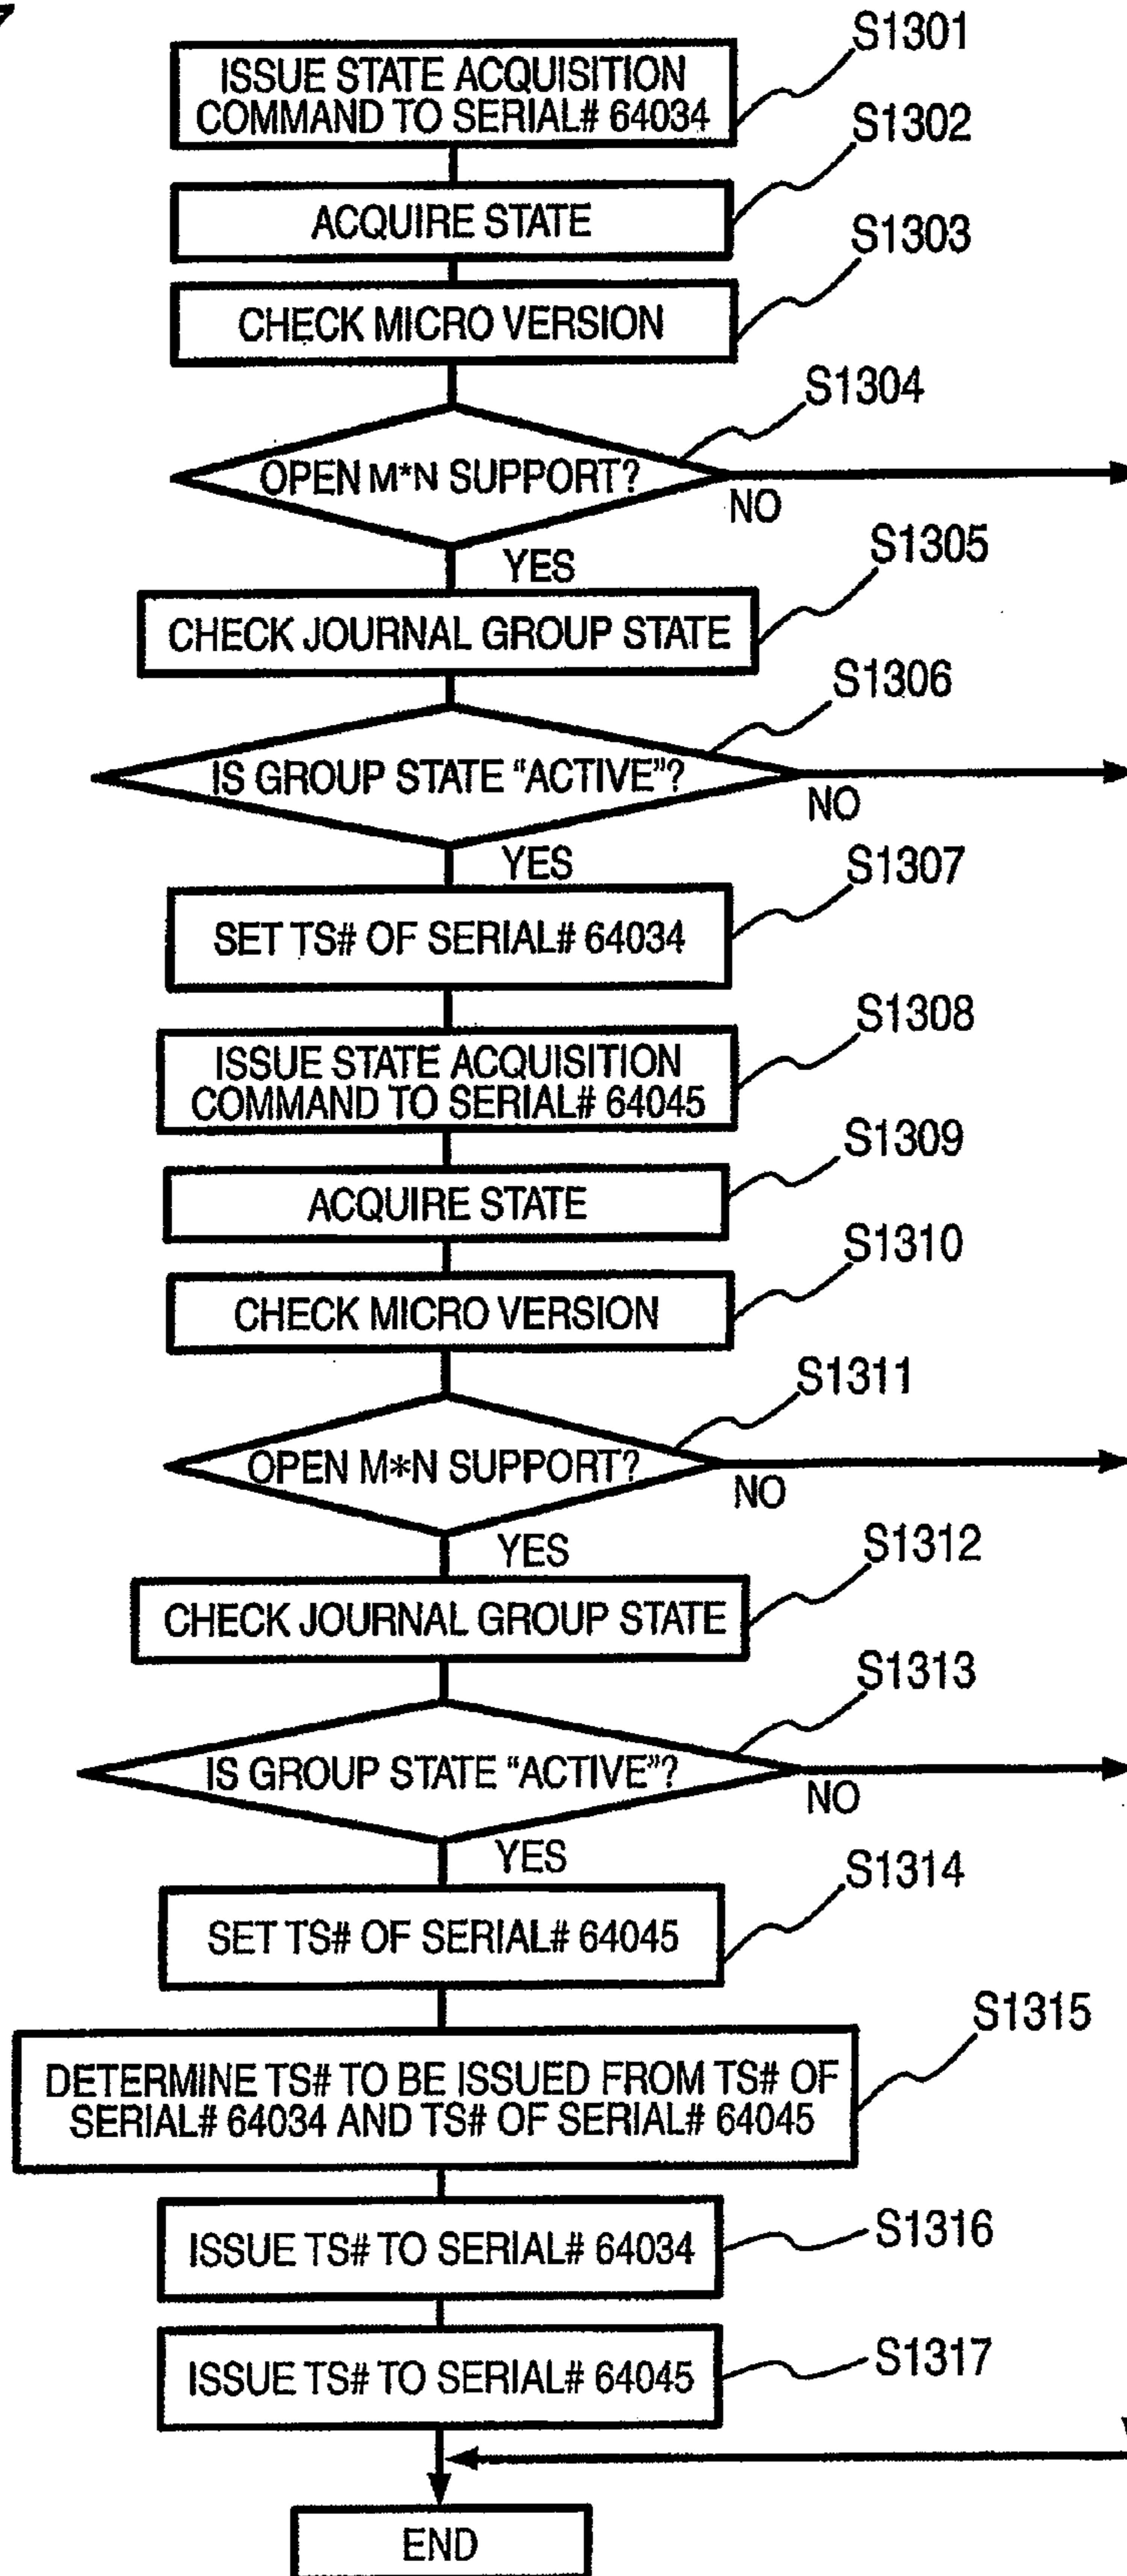 S1301
ISSUE STATE ACQUISITION
COMMAND TO SERIAL# 64034
S1302
ACQUIRE STATE
S1303
CHECK MICRO VERSION
S1304
OPEN M*N SUPPORT?
NO
YES
S1305
CHECK JOURNAL GROUP STATE
S1306
IS GROUP STATE “ACTIVE”?
NO
YES
S1307
SET TS# OF SERIAL# 64034
S1308
ISSUE STATE ACQUISITION
COMMAND TO SERIAL# 64045
S1309
ACQUIRE STATE
S1310
CHECK MICRO VERSION
S1311
OPEN M*N SUPPORT?
NO
YES
S1312
CHECK JOURNAL GROUP STATE
S1313
IS GROUP STATE “ACTIVE”?
NO
YES
S1314
SET TS# OF SERIAL# 64045
S1315
DETERMINE TS# TO BE ISSUED FROM TS# OF
SERIAL# 64034 AND TS# OF SERIAL# 64045
S1316
ISSUE TS# TO SERIAL# 64034
S1317
ISSUE TS# TO SERIAL# 64045
END